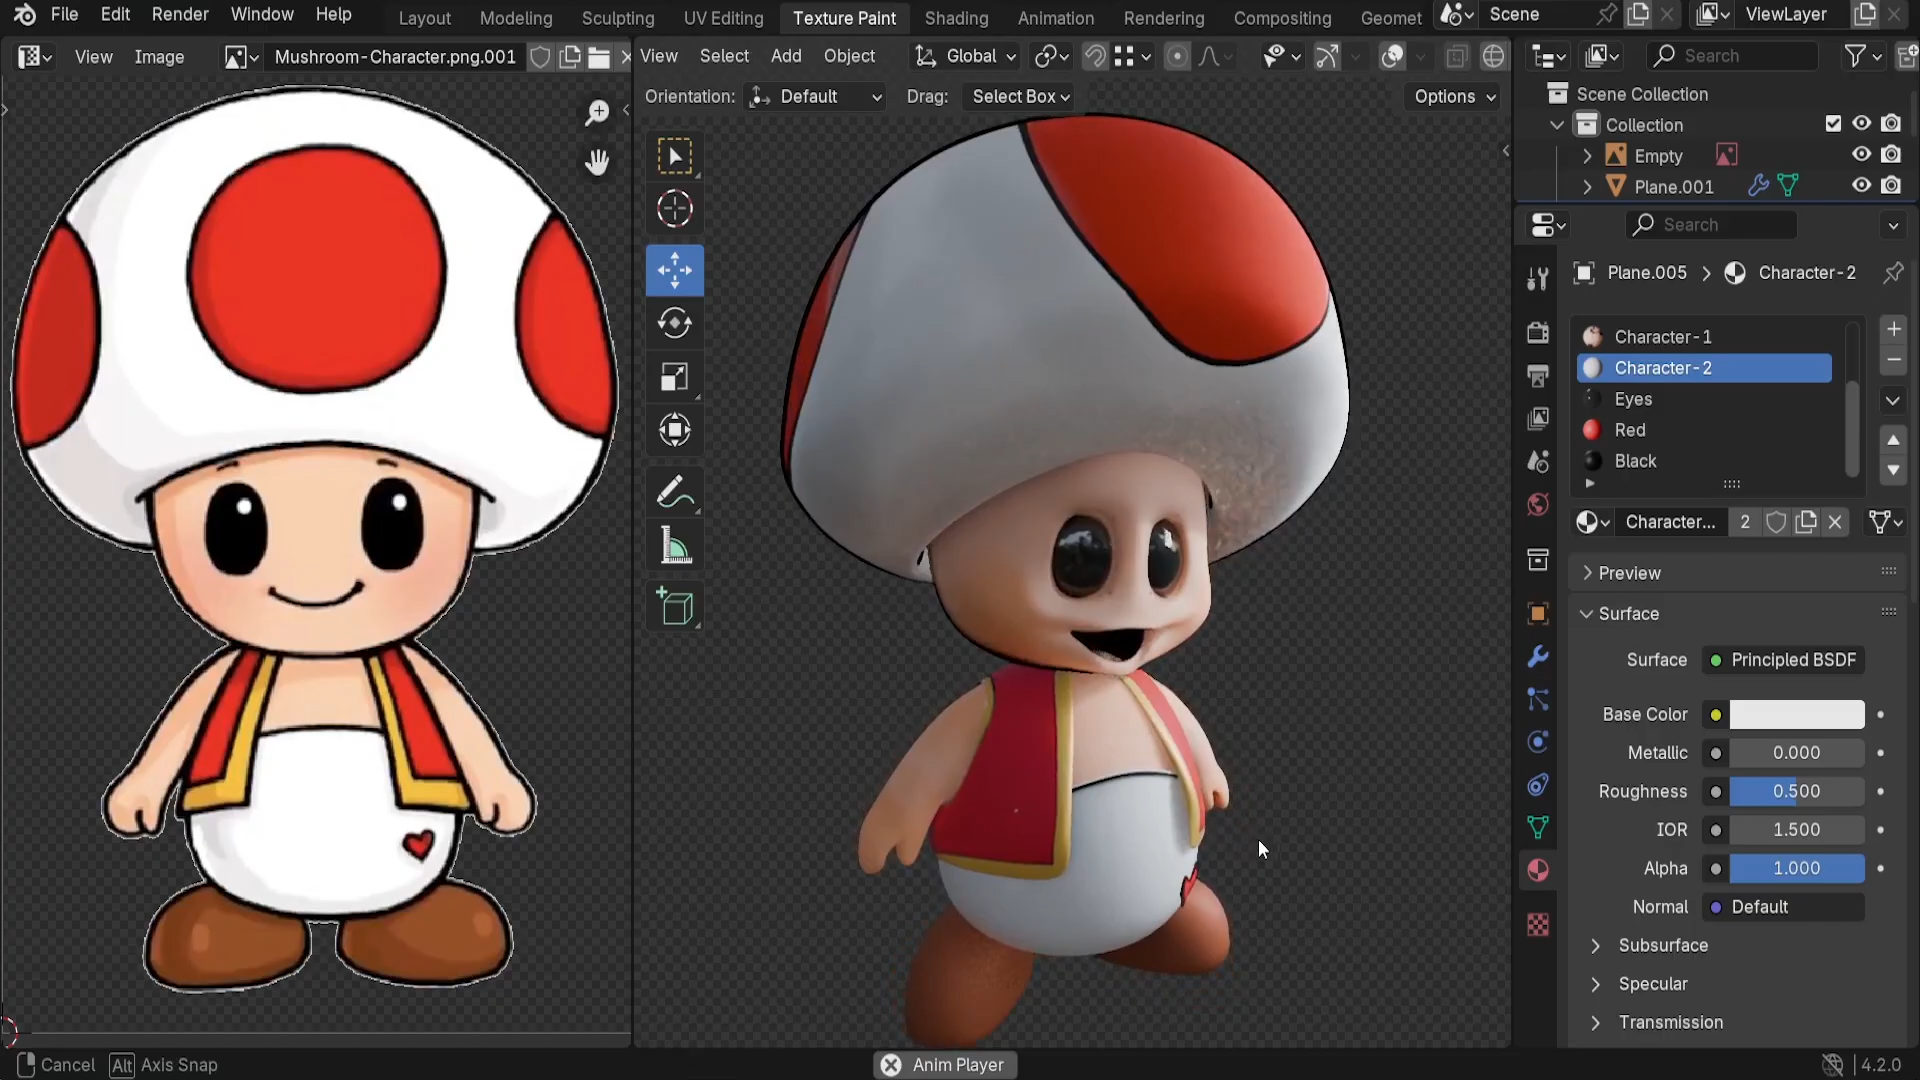 File Edit Render Window Help
Layout Modeling Sculpting UV Editing Texture Paint Shading Animation Rendering Compositing Geomet
Scene
ViewLayer
View Image
Mushroom-Character.png.001
View Select Add Object
Global
Search
Orientation: Default
Drag: Select Box
Options
Scene Collection
Collection
Empty
Plane.001
Search
Plane.005 Character-2
Character-1
Character-2
Eyes
Red
Black
Character... 2
Preview
Surface
Surface Principled BSDF
Base Color
Metallic 0.000
Roughness 0.500
IOR 1.500
Alpha 1.000
Normal Default
Subsurface
Specular
Transmission
Cancel Alt Axis Snap
Anim Player
4.2.0